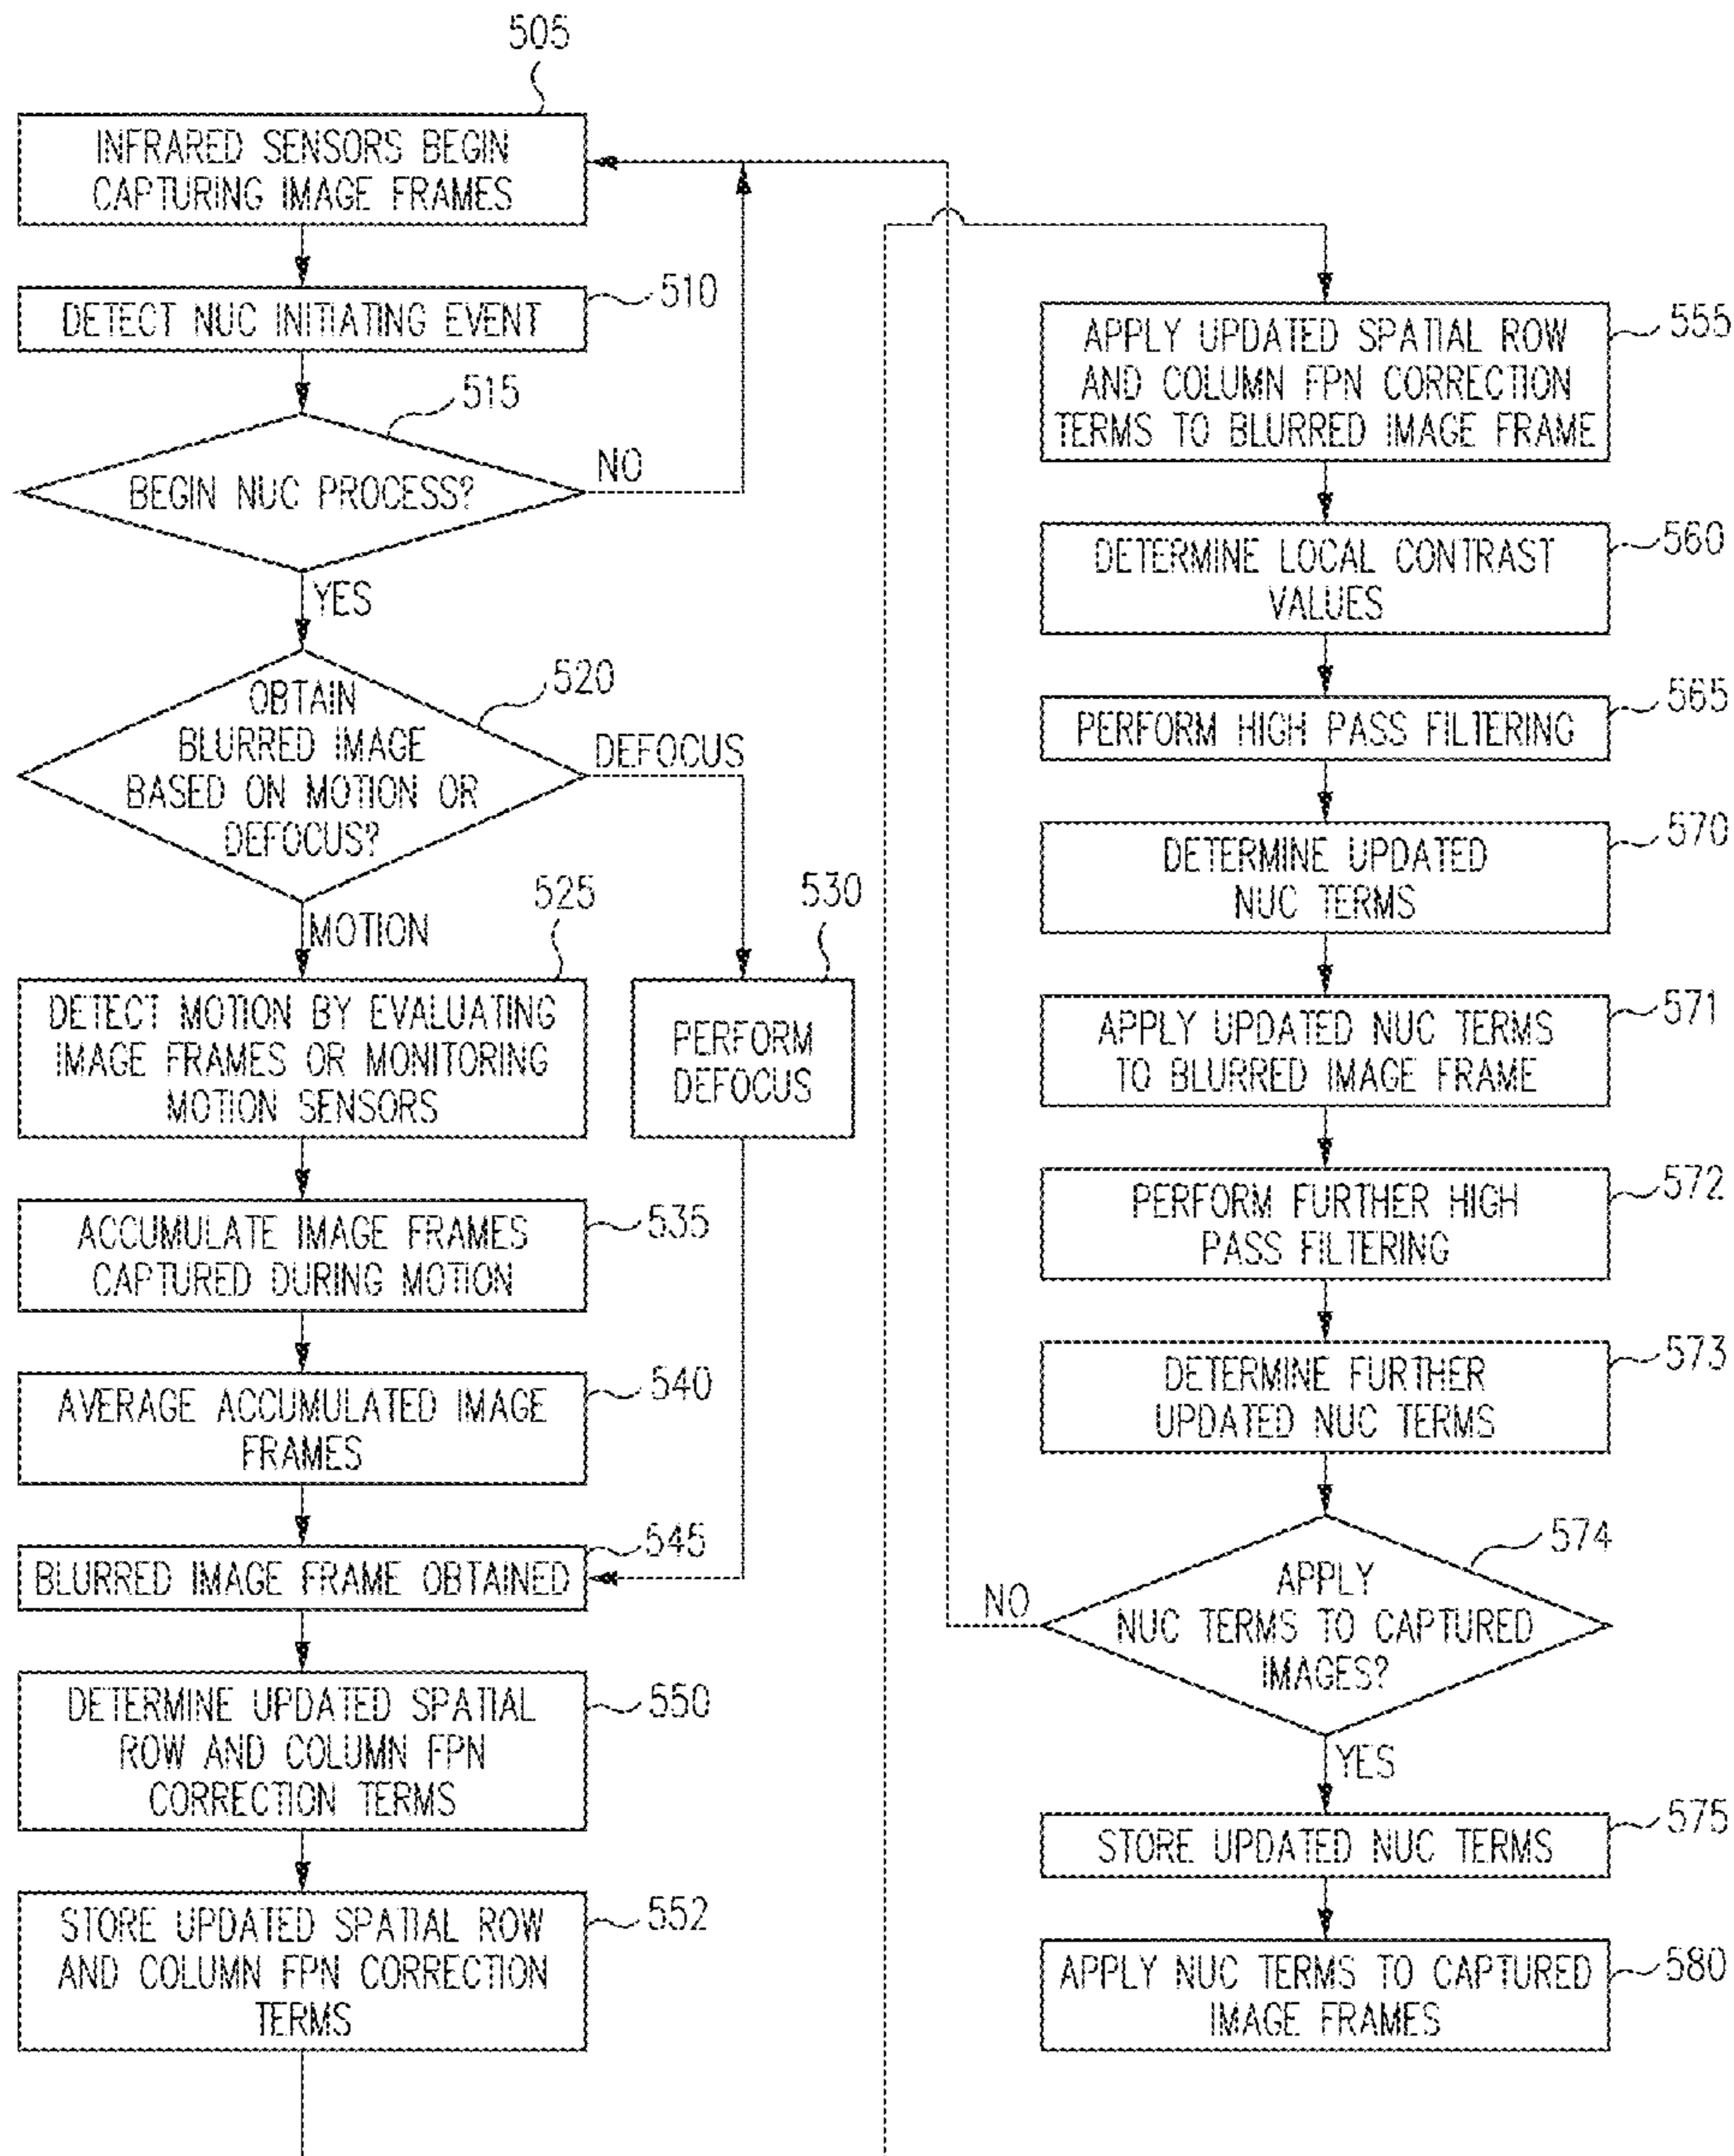 505
INFRARED SENSORS BEGIN
CAPTURING IMAGE FRAMES
DETECT NUC INITIATING EVENT
510
515
BEGIN NUC PROCESS?
NO
YES
520
OBTAIN
BLURRED IMAGE
BASED ON MOTION OR
DEFOCUS?
DEFOCUS
MOTION
525
DETECT MOTION BY EVALUATING
IMAGE FRAMES OR MONITORING
MOTION SENSORS
530
PERFORM
DEFOCUS
ACCUMULATE IMAGE FRAMES
CAPTURED DURING MOTION
535
AVERAGE ACCUMULATED IMAGE
FRAMES
540
BLURRED IMAGE FRAME OBTAINED
545
DETERMINE UPDATED SPATIAL
ROW AND COLUMN FPN
CORRECTION TERMS
550
STORE UPDATED SPATIAL ROW
AND COLUMN FPN CORRECTION
TERMS
552
APPLY UPDATED SPATIAL ROW
AND COLUMN FPN CORRECTION
TERMS TO BLURRED IMAGE FRAME
555
DETERMINE LOCAL CONTRAST
VALUES
560
PERFORM HIGH PASS FILTERING
565
DETERMINE UPDATED
NUC TERMS
570
APPLY UPDATED NUC TERMS
TO BLURRED IMAGE FRAME
571
PERFORM FURTHER HIGH
PASS FILTERING
572
DETERMINE FURTHER
UPDATED NUC TERMS
573
574
APPLY
NUC TERMS TO CAPTURED
IMAGES?
NO
YES
STORE UPDATED NUC TERMS
575
APPLY NUC TERMS TO CAPTURED
IMAGE FRAMES
580